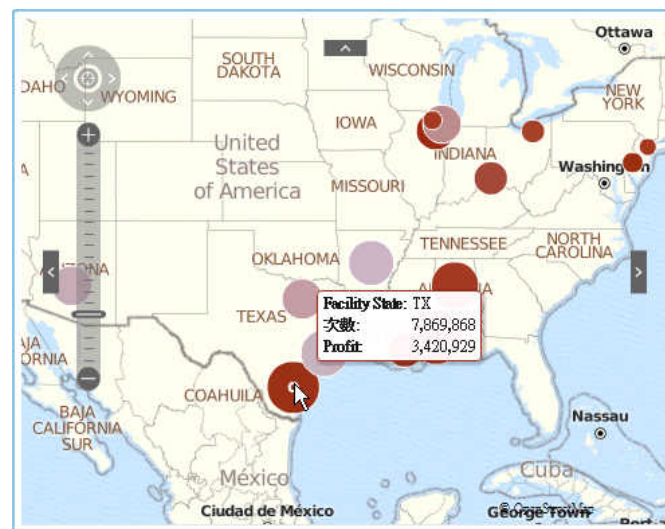 Ottawa
SOUTH
DAKOTA
WISCONSIN
WYOMING
NEW
YORK
IOWA
United
States
of America
INDIANA
Washington
MISSOURI
OKLAHOMA
TENNESSEE
NORTH
CAROLINA
TEXAS
Facility State: TX
次數: 7,869,868
Profit: 3,420,929
COAHUILA
BAJA
CALIFORNIA
SUR
Nassau
México
Cuba
Ciudad de México
George Town